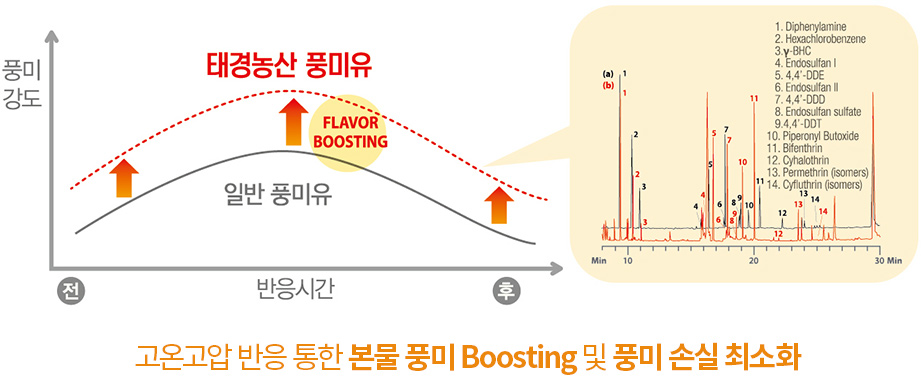 풍미
강도
태경농산 풍미유
FLAVOR
BOOSTING
일반 풍미유
전
반응시간
후
1. Diphenylamine
2. Hexachlorobenzene
3.γ-BHC
4. Endosulfan I
5. 4,4'-DDE
6. Endosulfan II
7. 4,4'-DDD
8. Endosulfan sulfate
9.4,4'-DDT
10. Piperonyl Butoxide
11. Bifenthrin
12. Cyhalothrin
13. Permethrin (isomers)
14. Cyfluthrin (isomers)
(a)
(b)
1
1
2
2
3
3
4
4
5
5
6
6
7
7
8
8
9
9
10
10
11
11
12
12
13
13
14
14
Min
10
20
30 Min
고온고압 반응 통한 본물 풍미 Boosting 및 풍미 손실 최소화